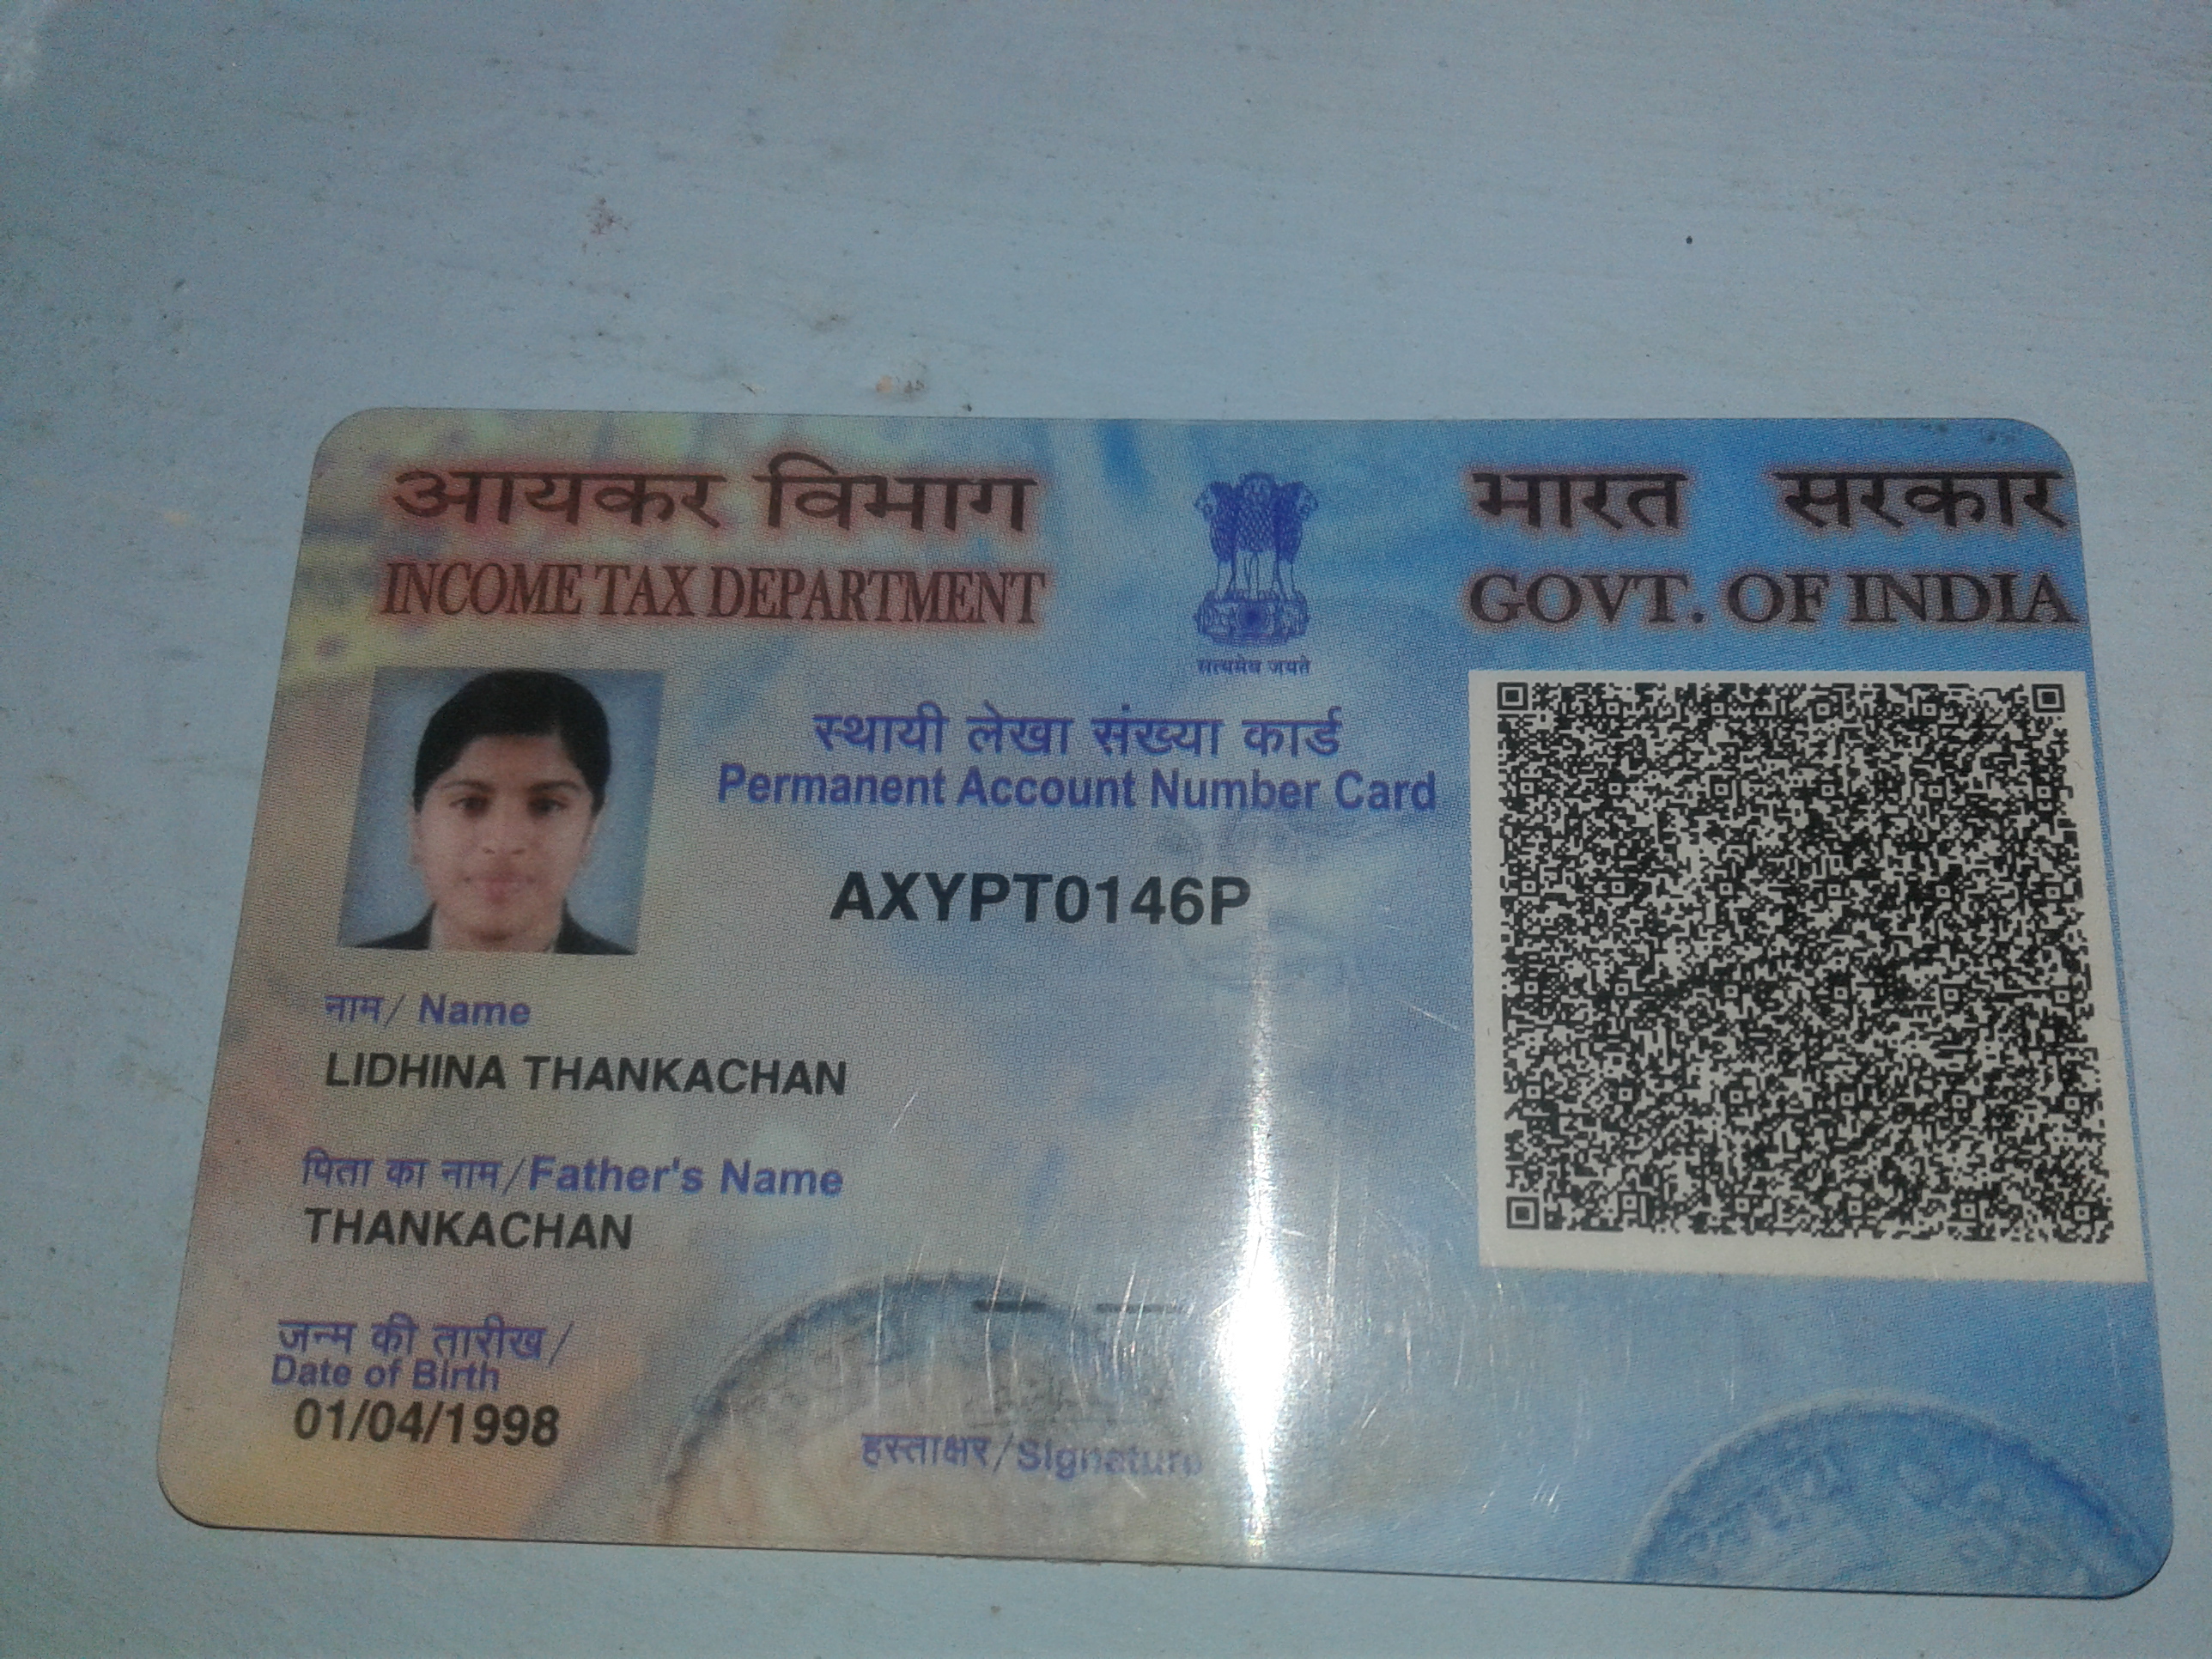 आयकर विभाग
INCOME TAX DEPARTMENT
भारत सरकार
GOVT. OF INDIA
सत्यमेव जयते
स्थायी लेखा संख्या कार्ड
Permanent Account Number Card
AXYPT0146P
नाम/ Name
LIDHINA THANKACHAN
पिता का नाम/Father's Name
THANKACHAN
जन्म की तारीख/
Date of Birth
01/04/1998
हस्ताक्षर/Signature